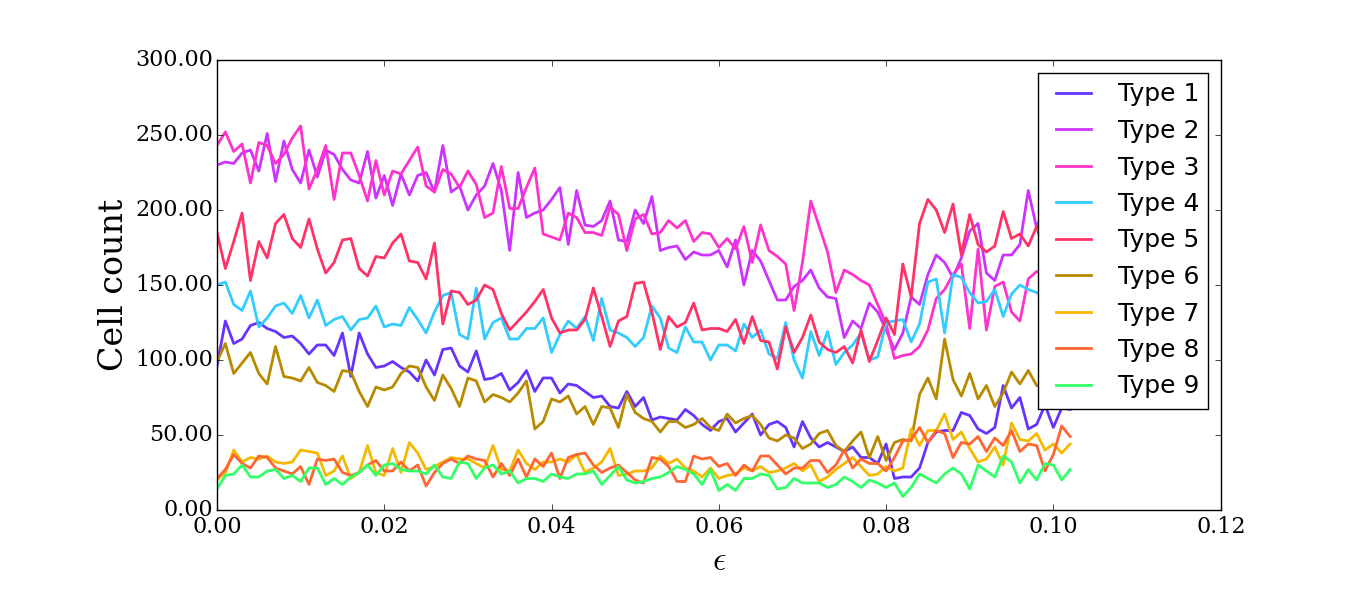 300.00
250.00
200.00
150.00
100.00
50.00
0.00
Cell count
0.00 0.02 0.04 0.06 0.08 0.10 0.12
ϵ
Type 1
Type 2
Type 3
Type 4
Type 5
Type 6
Type 7
Type 8
Type 9